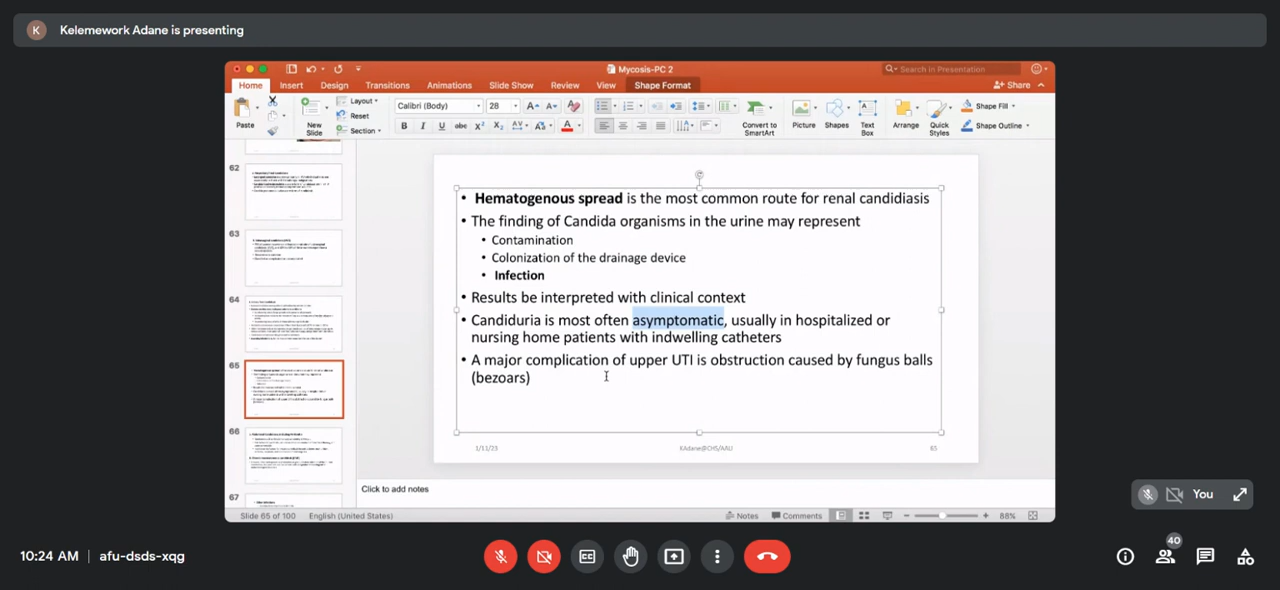 K Kelemework Adane is presenting
Mycosis-PC 2
Search in Presentation
Home Insert Design Transitions Animations Slide Show Review View Shape Format
Share
Paste
New
Slide
Layout
Reset
Section
Calibri (Body) 28
B I U abc X² X₂ AV
A
Convert to
SmartArt
Picture
Shapes
Text
Box
Arrange
Quick
Styles
Shape Fill
Shape Outline
62
63
64
65
66
67
• Hematogenous spread is the most common route for renal candidiasis
• The finding of Candida organisms in the urine may represent
• Contamination
• Colonization of the drainage device
• Infection
• Results be interpreted with clinical context
• Candiduria most often asymptomatic, usually in hospitalized or
nursing home patients with indwelling catheters
• A major complication of upper UTI is obstruction caused by fungus balls
(bezoars)
1/11/23 KAdane@CHS/AAU 65
Click to add notes
Slide 65 of 100 English (United States) Notes Comments 88%
You
10:24 AM | afu-dsds-xqg
CC
40